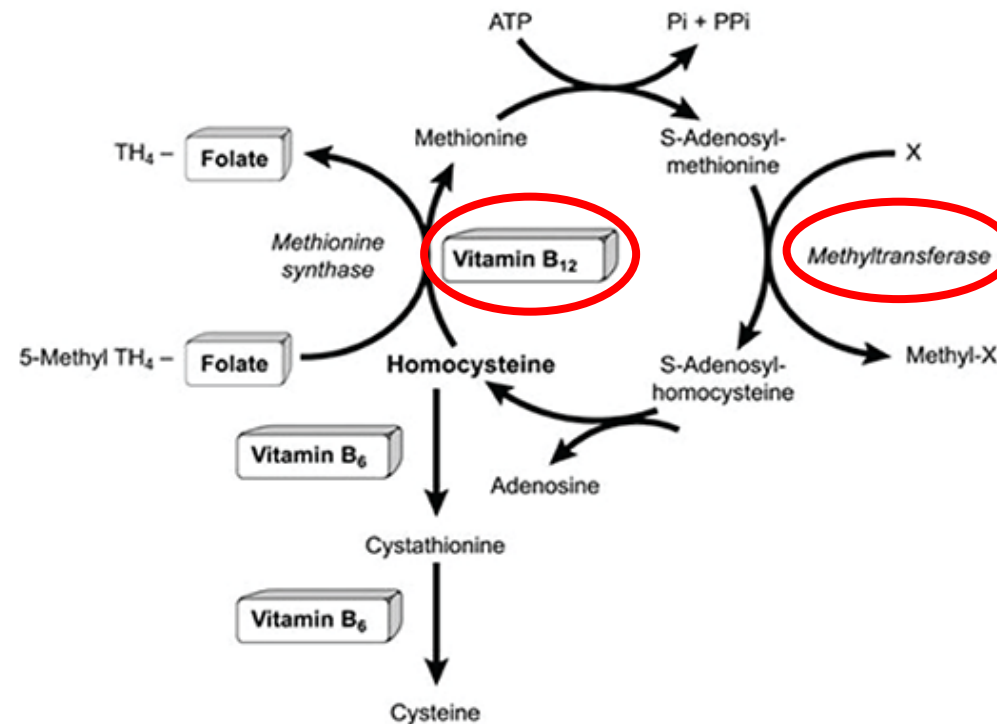 ATP
Pi + PPi
Methionine
S-Adenosyl-
methionine
X
TH₄ – Folate
Methionine
synthase
Vitamin B₁₂
Methyltransferase
5-Methyl TH₄ – Folate
Homocysteine
S-Adenosyl-
homocysteine
Methyl-X
Vitamin B₆
Adenosine
Cystathionine
Vitamin B₆
Cysteine